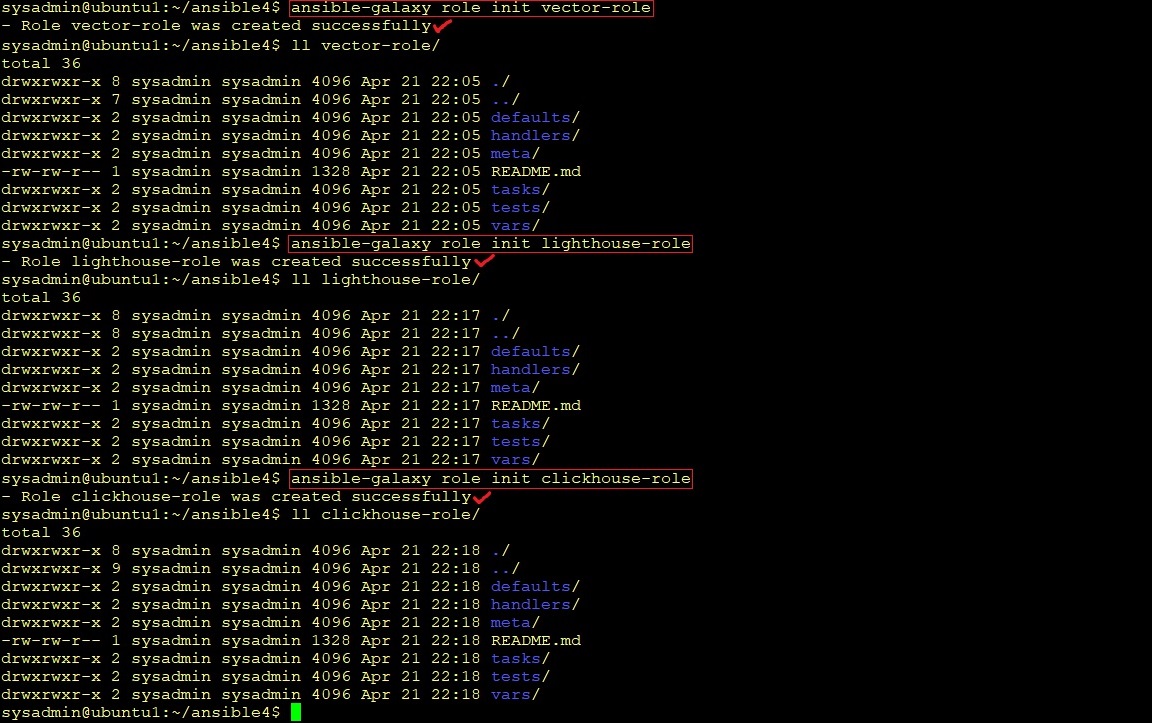 sysadmin@ubuntu1:~/ansible4$ ansible-galaxy role init vector-role
- Role vector-role was created successfully
sysadmin@ubuntu1:~/ansible4$ ll vector-role/
total 36
drwxrwxr-x 8 sysadmin sysadmin 4096 Apr 21 22:05 ./
drwxrwxr-x 7 sysadmin sysadmin 4096 Apr 21 22:05 ../
drwxrwxr-x 2 sysadmin sysadmin 4096 Apr 21 22:05 defaults/
drwxrwxr-x 2 sysadmin sysadmin 4096 Apr 21 22:05 handlers/
drwxrwxr-x 2 sysadmin sysadmin 4096 Apr 21 22:05 meta/
-rw-rw-r-- 1 sysadmin sysadmin 1328 Apr 21 22:05 README.md
drwxrwxr-x 2 sysadmin sysadmin 4096 Apr 21 22:05 tasks/
drwxrwxr-x 2 sysadmin sysadmin 4096 Apr 21 22:05 tests/
drwxrwxr-x 2 sysadmin sysadmin 4096 Apr 21 22:05 vars/
sysadmin@ubuntu1:~/ansible4$ ansible-galaxy role init lighthouse-role
- Role lighthouse-role was created successfully
sysadmin@ubuntu1:~/ansible4$ ll lighthouse-role/
total 36
drwxrwxr-x 8 sysadmin sysadmin 4096 Apr 21 22:17 ./
drwxrwxr-x 8 sysadmin sysadmin 4096 Apr 21 22:17 ../
drwxrwxr-x 2 sysadmin sysadmin 4096 Apr 21 22:17 defaults/
drwxrwxr-x 2 sysadmin sysadmin 4096 Apr 21 22:17 handlers/
drwxrwxr-x 2 sysadmin sysadmin 4096 Apr 21 22:17 meta/
-rw-rw-r-- 1 sysadmin sysadmin 1328 Apr 21 22:17 README.md
drwxrwxr-x 2 sysadmin sysadmin 4096 Apr 21 22:17 tasks/
drwxrwxr-x 2 sysadmin sysadmin 4096 Apr 21 22:17 tests/
drwxrwxr-x 2 sysadmin sysadmin 4096 Apr 21 22:17 vars/
sysadmin@ubuntu1:~/ansible4$ ansible-galaxy role init clickhouse-role
- Role clickhouse-role was created successfully
sysadmin@ubuntu1:~/ansible4$ ll clickhouse-role/
total 36
drwxrwxr-x 8 sysadmin sysadmin 4096 Apr 21 22:18 ./
drwxrwxr-x 9 sysadmin sysadmin 4096 Apr 21 22:18 ../
drwxrwxr-x 2 sysadmin sysadmin 4096 Apr 21 22:18 defaults/
drwxrwxr-x 2 sysadmin sysadmin 4096 Apr 21 22:18 handlers/
drwxrwxr-x 2 sysadmin sysadmin 4096 Apr 21 22:18 meta/
-rw-rw-r-- 1 sysadmin sysadmin 1328 Apr 21 22:18 README.md
drwxrwxr-x 2 sysadmin sysadmin 4096 Apr 21 22:18 tasks/
drwxrwxr-x 2 sysadmin sysadmin 4096 Apr 21 22:18 tests/
drwxrwxr-x 2 sysadmin sysadmin 4096 Apr 21 22:18 vars/
sysadmin@ubuntu1:~/ansible4$